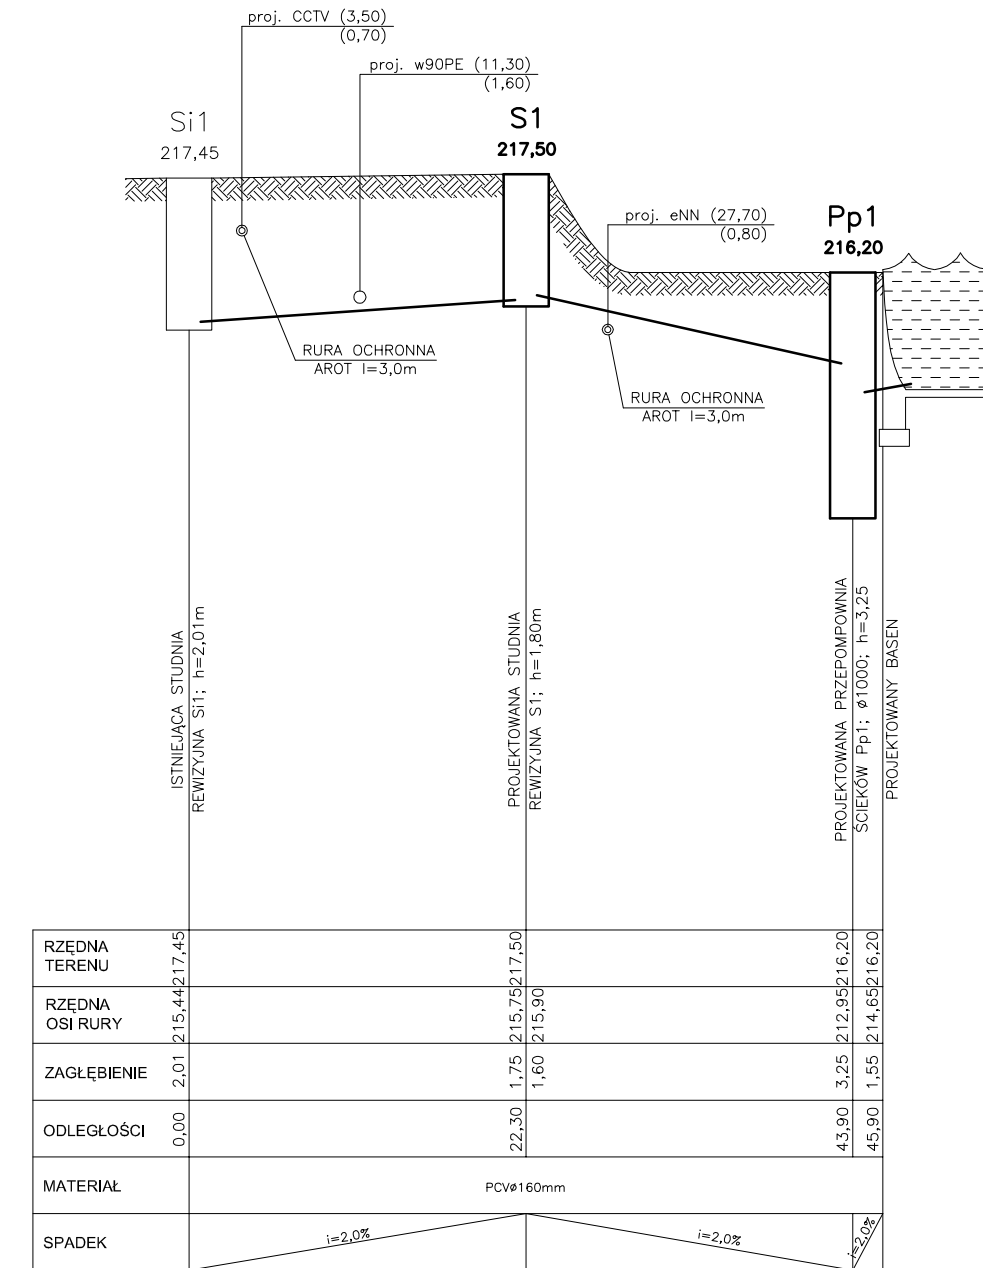 proj. CCTV (3,50)
(0,70)
proj. w90PE (11,30)
(1,60)
Si1
217,45
S1
217,50
proj. eNN (27,70)
(0,80)
Pp1
216,20
RURA OCHRONNA
AROT l=3,0m
RURA OCHRONNA
AROT l=3,0m
ISTNIEJĄCA STUDNIA
REWIZYJNA Si1; h=2,01m
PROJEKTOWANA STUDNIA
REWIZYJNA S1; h=1,80m
PROJEKTOWANA PRZEPOMPOWNIA
ŚCIEKÓW Pp1; ø1000; h=3,25
PROJEKTOWANY BASEN
RZĘDNA
TERENU
217,45
217,50
216,20
216,20
RZĘDNA
OSI RURY
215,44
215,75
215,90
212,95
214,65
ZAGŁĘBIENIE
2,01
1,75
1,60
3,25
1,55
ODLEGŁOŚCI
0,00
22,30
43,90
45,90
MATERIAŁ
PCVø160mm
SPADEK
i=2,0%
i=2,0%
i=2,0%